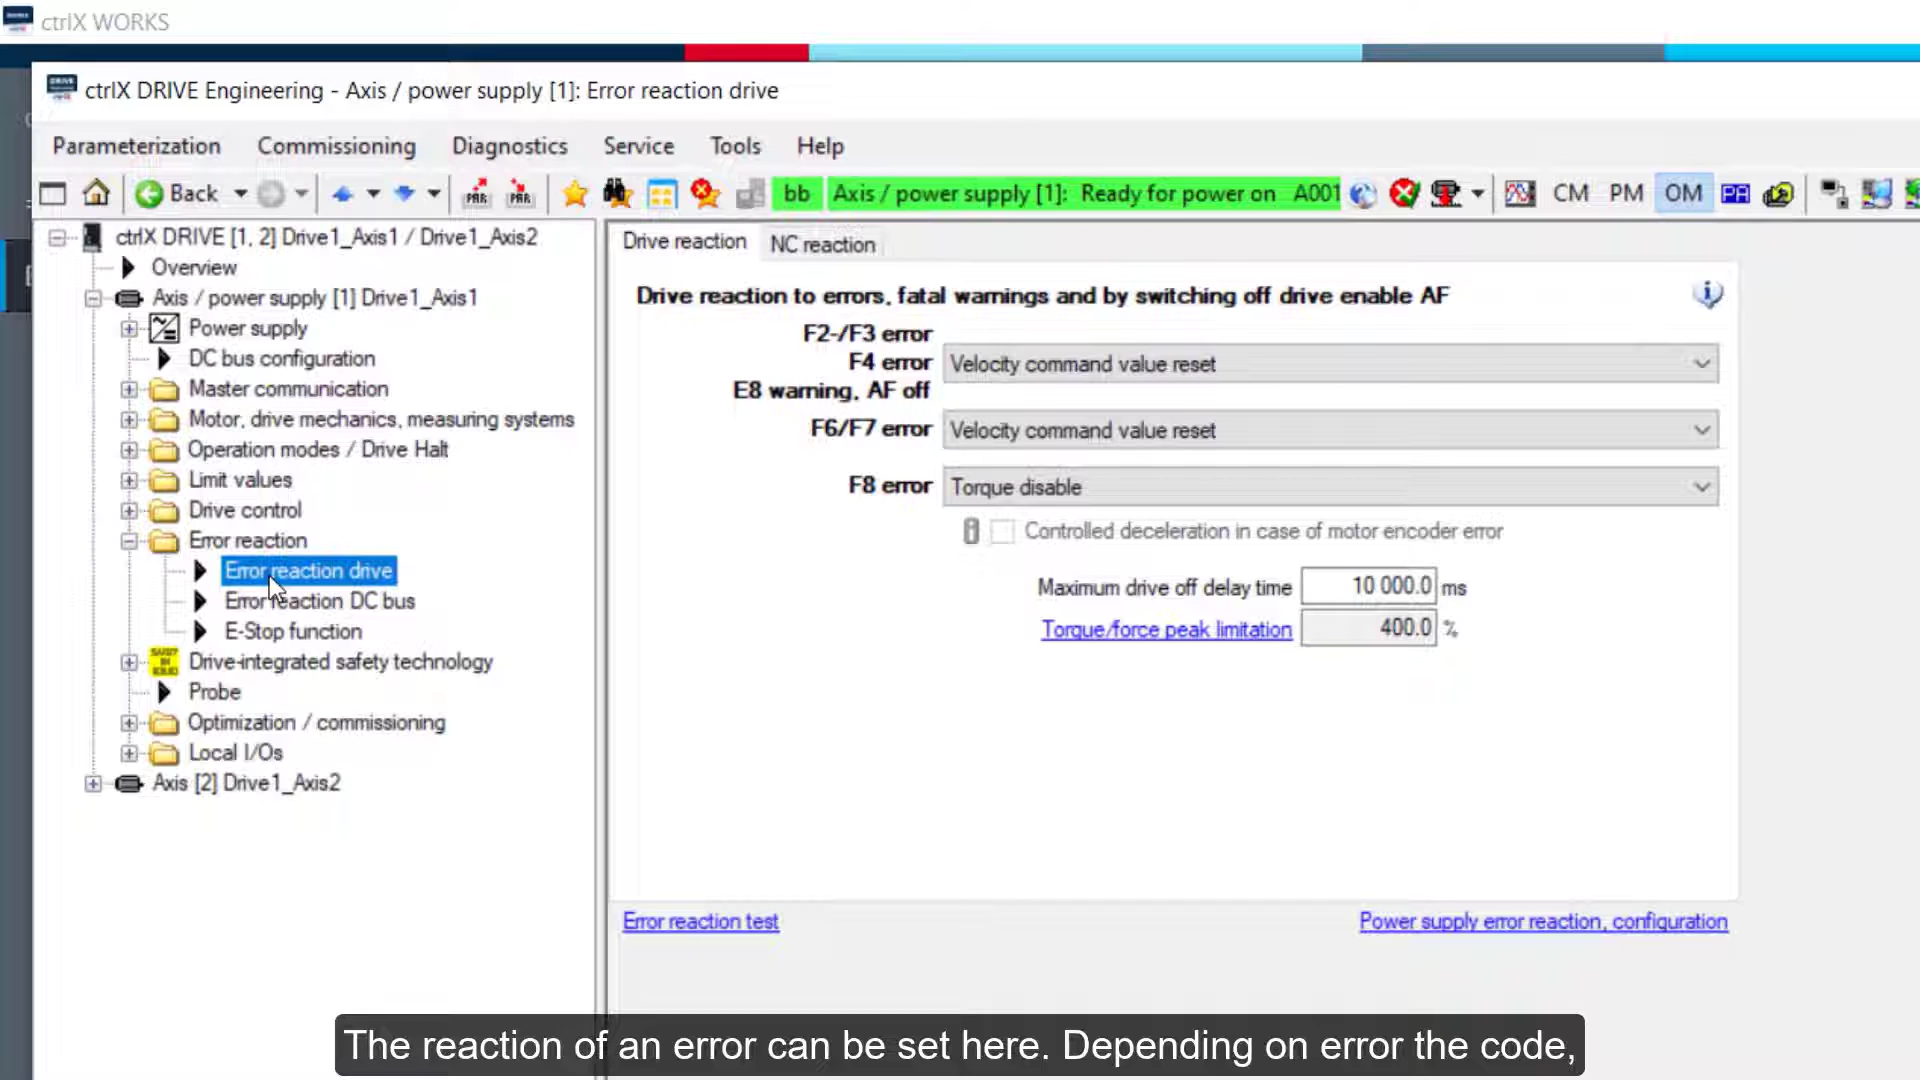 ctrlX WORKS
ctrlX DRIVE Engineering - Axis / power supply [1]: Error reaction drive
Parameterization Commissioning Diagnostics Service Tools Help
Back PAR PAR bb Axis / power supply [1]: Ready for power on A001 CM PM OM PA
ctrlX DRIVE [1, 2] Drive1_Axis1 / Drive1_Axis2
Overview
Axis / power supply [1] Drive1_Axis1
Power supply
DC bus configuration
Master communication
Motor, drive mechanics, measuring systems
Operation modes / Drive Halt
Limit values
Drive control
Error reaction
Error reaction drive
Error reaction DC bus
E-Stop function
Drive-integrated safety technology
Probe
Optimization / commissioning
Local I/Os
Axis [2] Drive1_Axis2
Drive reaction NC reaction
Drive reaction to errors, fatal warnings and by switching off drive enable AF
F2-/F3 error
F4 error Velocity command value reset
E8 warning, AF off
F6/F7 error Velocity command value reset
F8 error Torque disable
Controlled deceleration in case of motor encoder error
Maximum drive off delay time 10 000.0 ms
Torque/force peak limitation 400.0 %
Error reaction test Power supply error reaction, configuration
The reaction of an error can be set here. Depending on error the code,